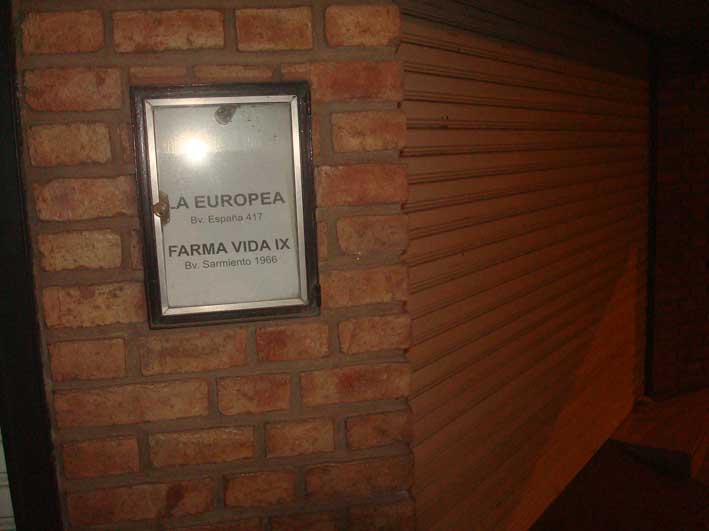 LA EUROPEA
Bv. España 417
FARMA VIDA IX
Bv. Sarmiento 1966